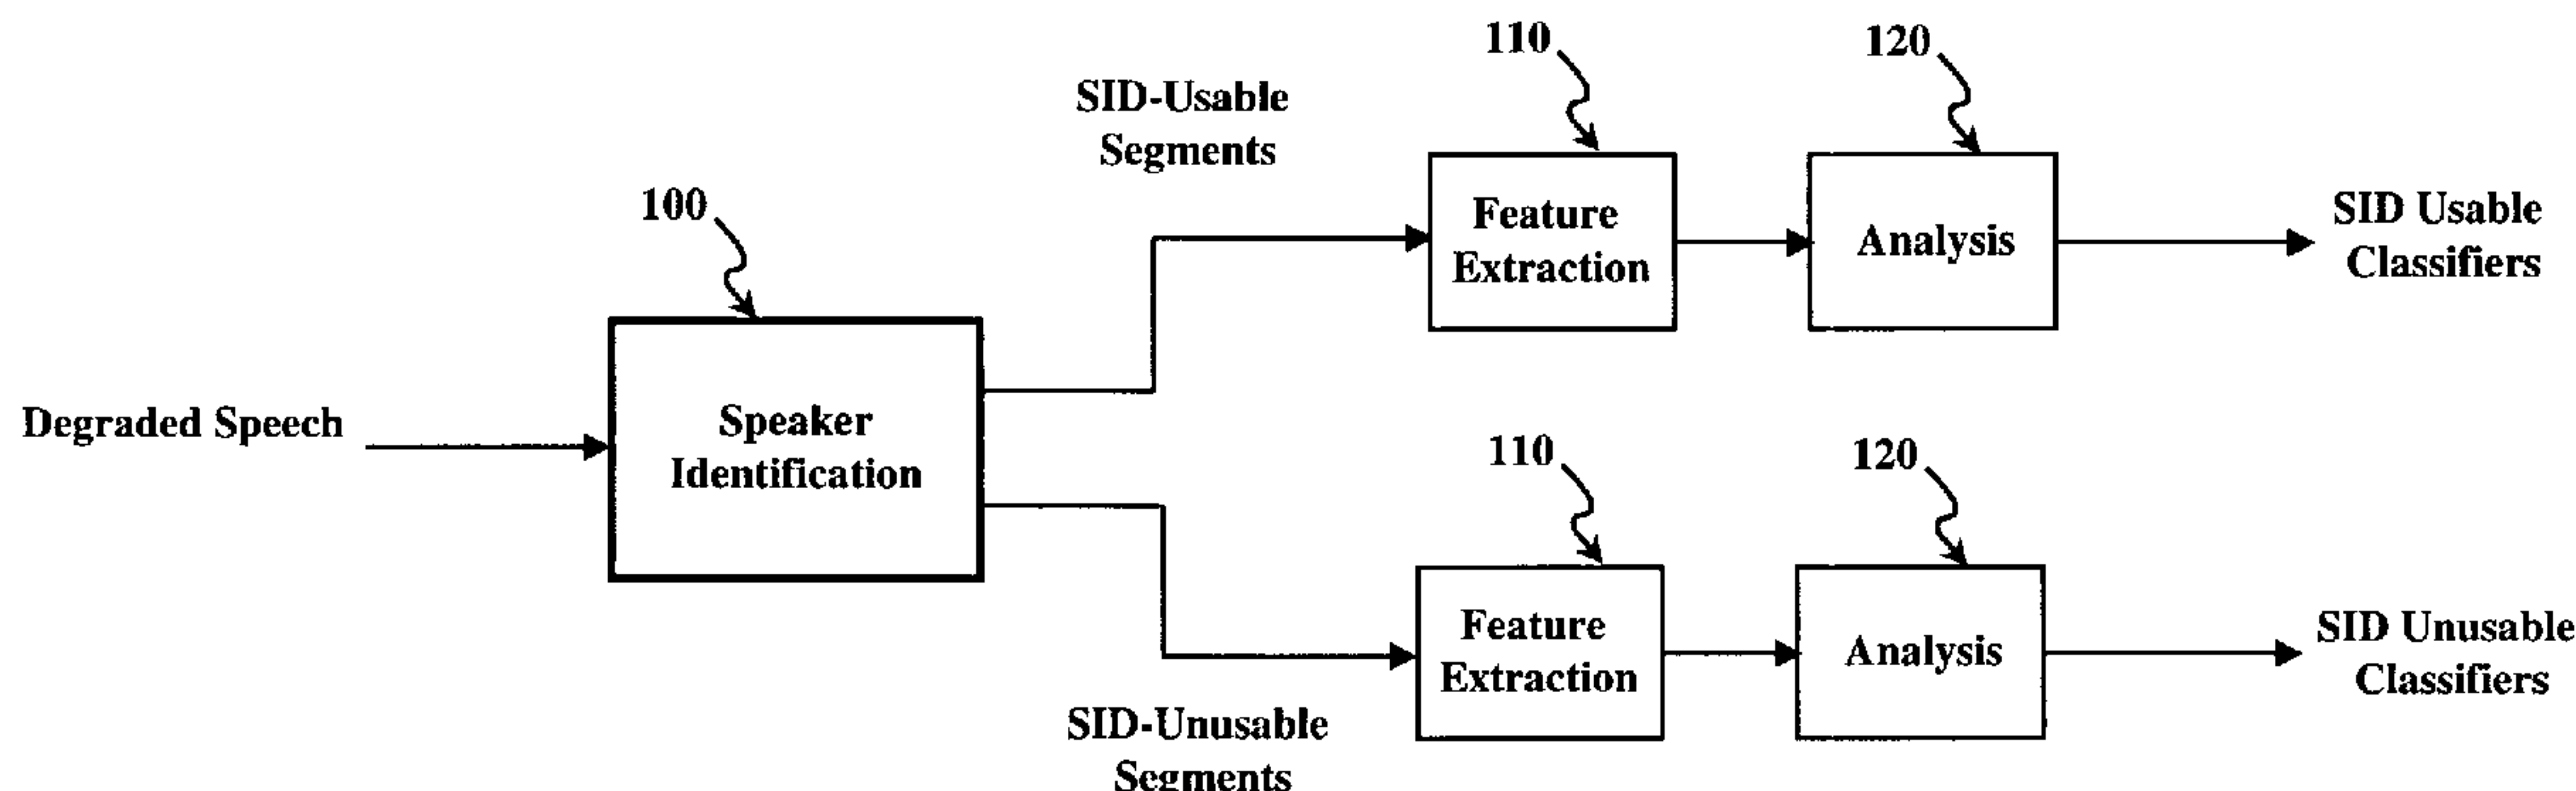 110
120
SID-Usable
Segments
100
Feature
Extraction
Analysis
SID Usable
Classifiers
Degraded Speech
Speaker
Identification
110
120
Feature
Extraction
Analysis
SID Unusable
Classifiers
SID-Unusable
Segments